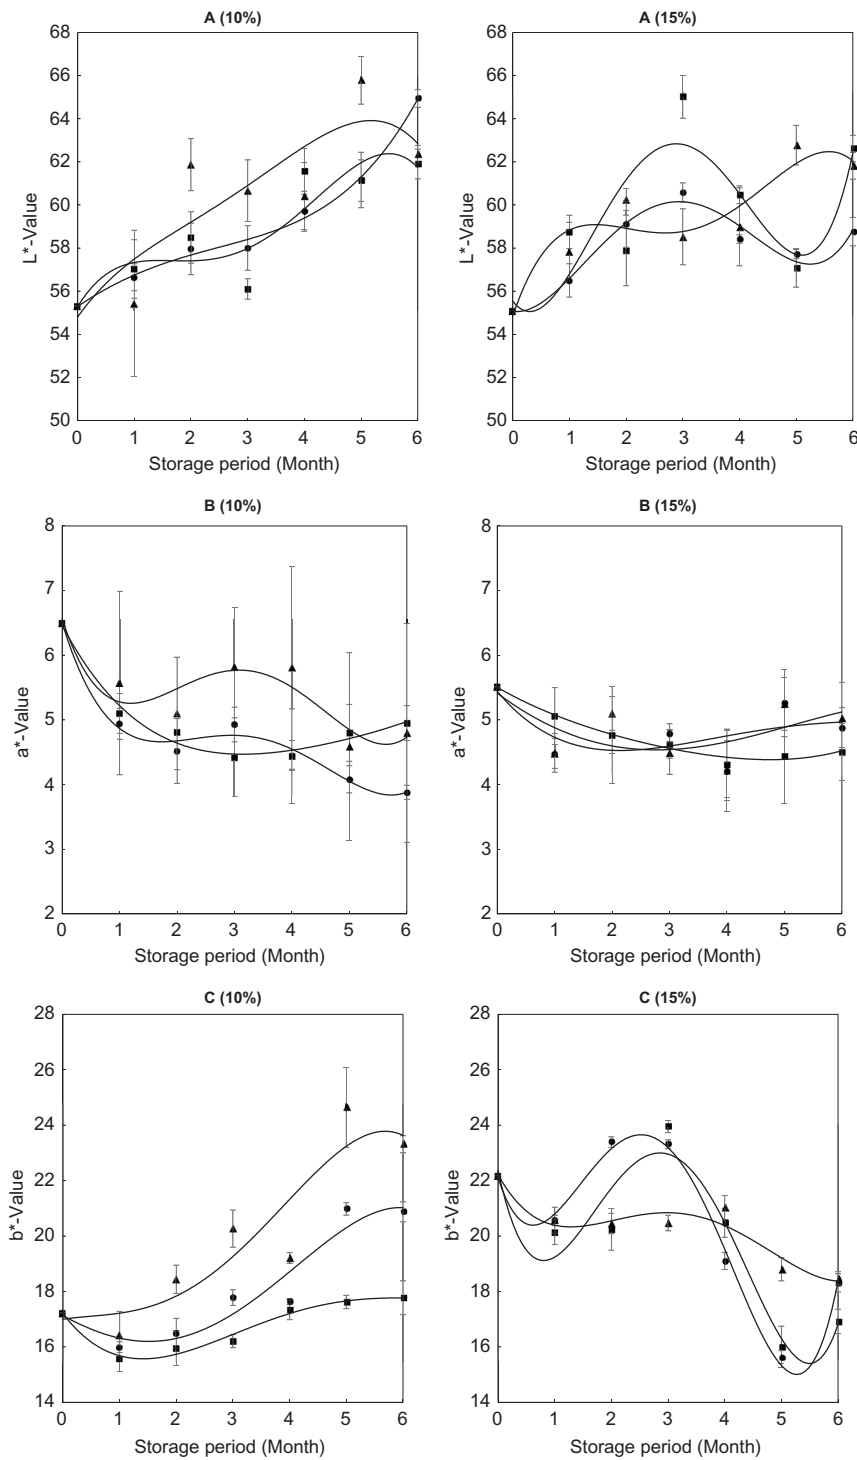 A (10%)
68
66
64
62
60
58
56
54
52
50
L*-Value
0 1 2 3 4 5 6
Storage period (Month)
A (15%)
68
66
64
62
60
58
56
54
52
50
L*-Value
0 1 2 3 4 5 6
Storage period (Month)
B (10%)
8
7
6
5
4
3
2
a*-Value
0 1 2 3 4 5 6
Storage period (Month)
B (15%)
8
7
6
5
4
3
2
a*-Value
0 1 2 3 4 5 6
Storage period (Month)
C (10%)
28
26
24
22
20
18
16
14
b*-Value
0 1 2 3 4 5 6
Storage period (Month)
C (15%)
28
26
24
22
20
18
16
14
b*-Value
0 1 2 3 4 5 6
Storage period (Month)